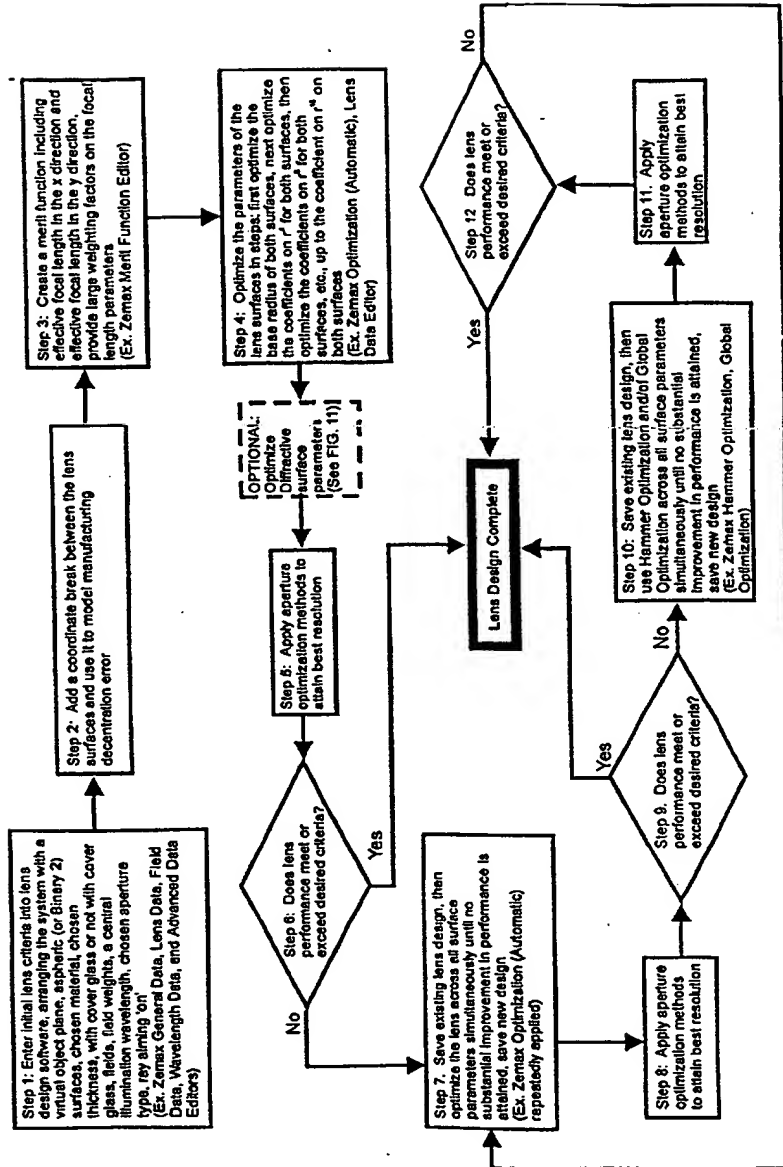 Step 1: Enter initial lens criteria into lens
design software, arranging the system with a
virtual object plane, aspheric (or Binary 2)
surfaces, chosen material, chosen
thickness, with cover glass or not with cover
glass, fields, field weights, a central
illumination wavelength, chosen aperture
type, ray aiming 'on'
(Ex. Zemax General Data, Lens Data, Field
Data, Wavelength Data, and Advanced Data
Editors)
Step 2: Add a coordinate break between the lens
surfaces and use it to model manufacturing
decentration error
Step 3: Create a merit function including
effective focal length in the x direction and
effective focal length in the y direction,
provide large weighting factors on the focal
length parameters
(Ex. Zemax Merit Function Editor)
Step 4: Optimize the parameters of the
lens surfaces in steps: first optimize the
base radius of both surfaces, next optimize
the coefficients on r² for both surfaces, then
optimize the coefficients on r⁴ for both
surfaces, etc., up to the coefficient on r¹⁶ on
both surfaces
(Ex. Zemax Optimization (Automatic), Lens
Data Editor)
OPTIONAL:
Optimize
Diffractive
surface
parameters
(See FIG. 11)
Step 5: Apply aperture
optimization methods to
attain best resolution
Step 6: Does lens
performance meet or
exceed desired criteria?
No
Yes
Lens Design Complete
Step 7. Save existing lens design, then
optimize the lens across all surface
parameters simultaneously until no
substantial improvement in performance is
attained, save new design
(Ex. Zemax Optimization (Automatic)
repeatedly applied)
Step 8: Apply aperture
optimization methods
to attain best resolution
Step 9. Does lens
performance meet or
exceed desired criteria?
Yes
No
Step 10: Save existing lens design, then
use Hammer Optimization and/of Global
Optimization across all surface parameters
simultaneously until no substantial
improvement in performance is attained,
save new design
(Ex. Zemax Hammer Optimization, Global
Optimization)
Step 11. Apply
aperture optimization
methods to attain best
resolution
Step 12 Does lens
performance meet or
exceed desired criteria?
Yes
No